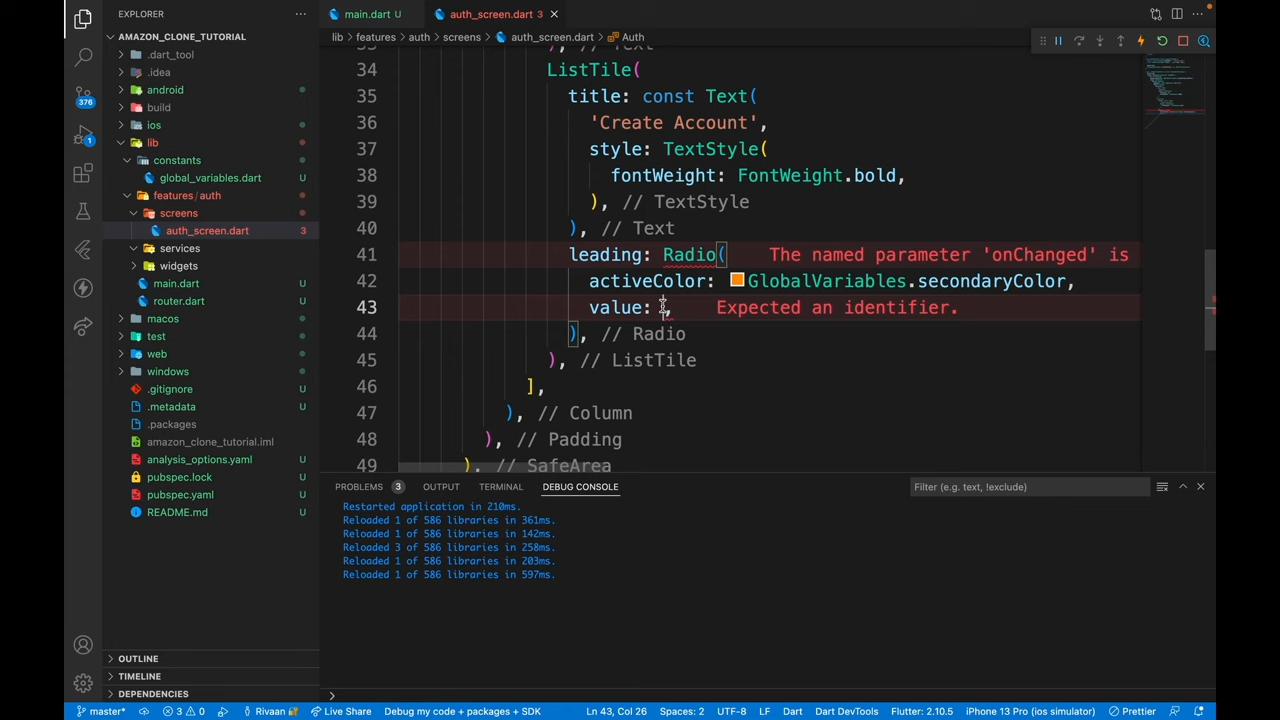 EXPLORER
AMAZON_CLONE_TUTORIAL
.dart_tool
.idea
android
build
ios
lib
constants
global_variables.dart U
features/auth
screens
auth_screen.dart 3
services
widgets
main.dart U
router.dart U
macos
test
web
windows
.gitignore U
.metadata U
.packages
amazon_clone_tutorial.iml
analysis_options.yaml U
pubspec.lock U
pubspec.yaml U
README.md U
OUTLINE
TIMELINE
DEPENDENCIES
376
1
main.dart U
auth_screen.dart 3
lib > features > auth > screens > auth_screen.dart > Auth
), // Text
34 ListTile(
35 title: const Text(
36 'Create Account',
37 style: TextStyle(
38 fontWeight: FontWeight.bold,
39 ), // TextStyle
40 ), // Text
41 leading: Radio( The named parameter 'onChanged' is
42 activeColor: GlobalVariables.secondaryColor,
43 value: , Expected an identifier.
44 ), // Radio
45 ), // ListTile
46 ],
47 ), // Column
48 ), // Padding
49 ), // SafeArea
PROBLEMS 3 OUTPUT TERMINAL DEBUG CONSOLE Filter (e.g. text, !exclude)
Restarted application in 210ms.
Reloaded 1 of 586 libraries in 361ms.
Reloaded 1 of 586 libraries in 142ms.
Reloaded 3 of 586 libraries in 258ms.
Reloaded 1 of 586 libraries in 203ms.
Reloaded 1 of 586 libraries in 597ms.
master* 3 0 Rivaan Live Share Debug my code + packages + SDK Ln 43, Col 26 Spaces: 2 UTF-8 LF Dart Dart DevTools Flutter: 2.10.5 iPhone 13 Pro (ios simulator) Prettier